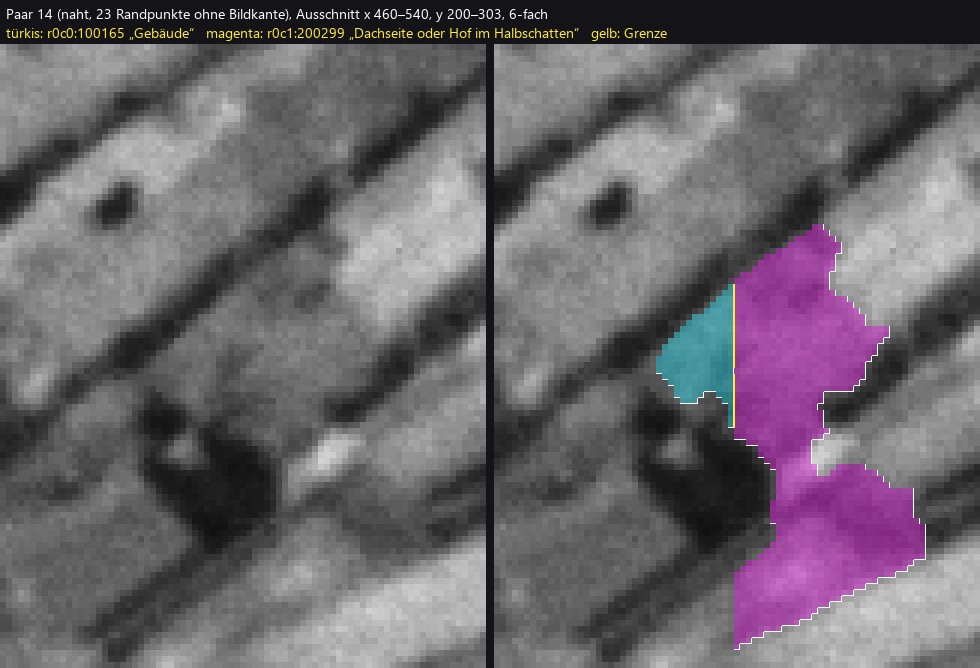 Paar 14 (naht, 23 Randpunkte ohne Bildkante), Ausschnitt x 460–540, y 200–303, 6-fach
türkis: r0c0:100165 „Gebäude“ magenta: r0c1:200299 „Dachseite oder Hof im Halbschatten“ gelb: Grenze